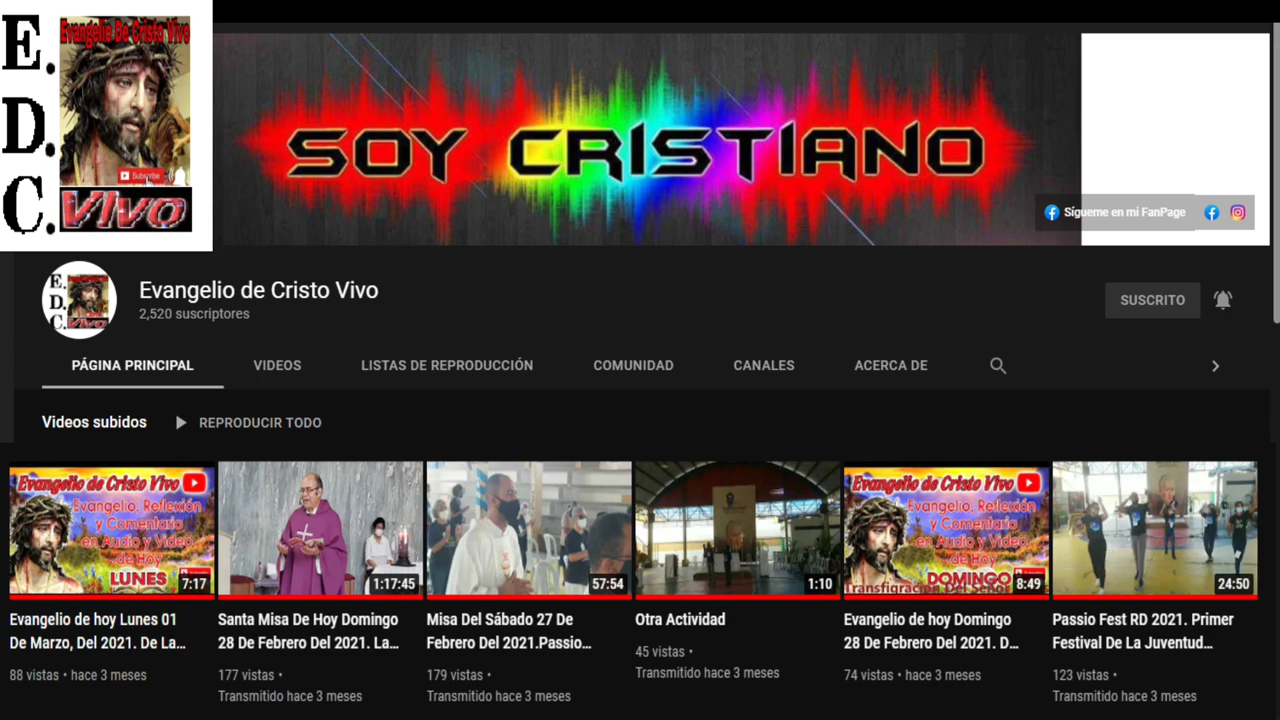 E.
D.
C.
Evangelio De Cristo Vivo
Subscribe
Vivo
SOY CRISTIANO
Sígueme en mi FanPage
E.
D.
C.
Vivo
Evangelio de Cristo Vivo
2,520 suscriptores
SUSCRITO
PÁGINA PRINCIPAL
VIDEOS
LISTAS DE REPRODUCCIÓN
COMUNIDAD
CANALES
ACERCA DE
Videos subidos
REPRODUCIR TODO
Evangelio de Cristo Vivo
Evangelio, Reflexión
y Comentario
en Audio y Video
de Hoy
LUNES
7:17
Evangelio de hoy Lunes 01
De Marzo, Del 2021. De La...
88 vistas • hace 3 meses
1:17:45
Santa Misa De Hoy Domingo
28 De Febrero Del 2021. La...
177 vistas •
Transmitido hace 3 meses
57:54
Misa Del Sábado 27 De
Febrero Del 2021.Passio...
179 vistas •
Transmitido hace 3 meses
1:10
Otra Actividad
45 vistas •
Transmitido hace 3 meses
Evangelio de Cristo Vivo
Evangelio, Reflexión
y Comentario
en Audio y Video
de Hoy
DOMINGO
Transfigración Del Señor
8:49
Evangelio de hoy Domingo
28 De Febrero Del 2021. D...
74 vistas • hace 3 meses
24:50
Passio Fest RD 2021. Primer
Festival De La Juventud...
123 vistas •
Transmitido hace 3 meses